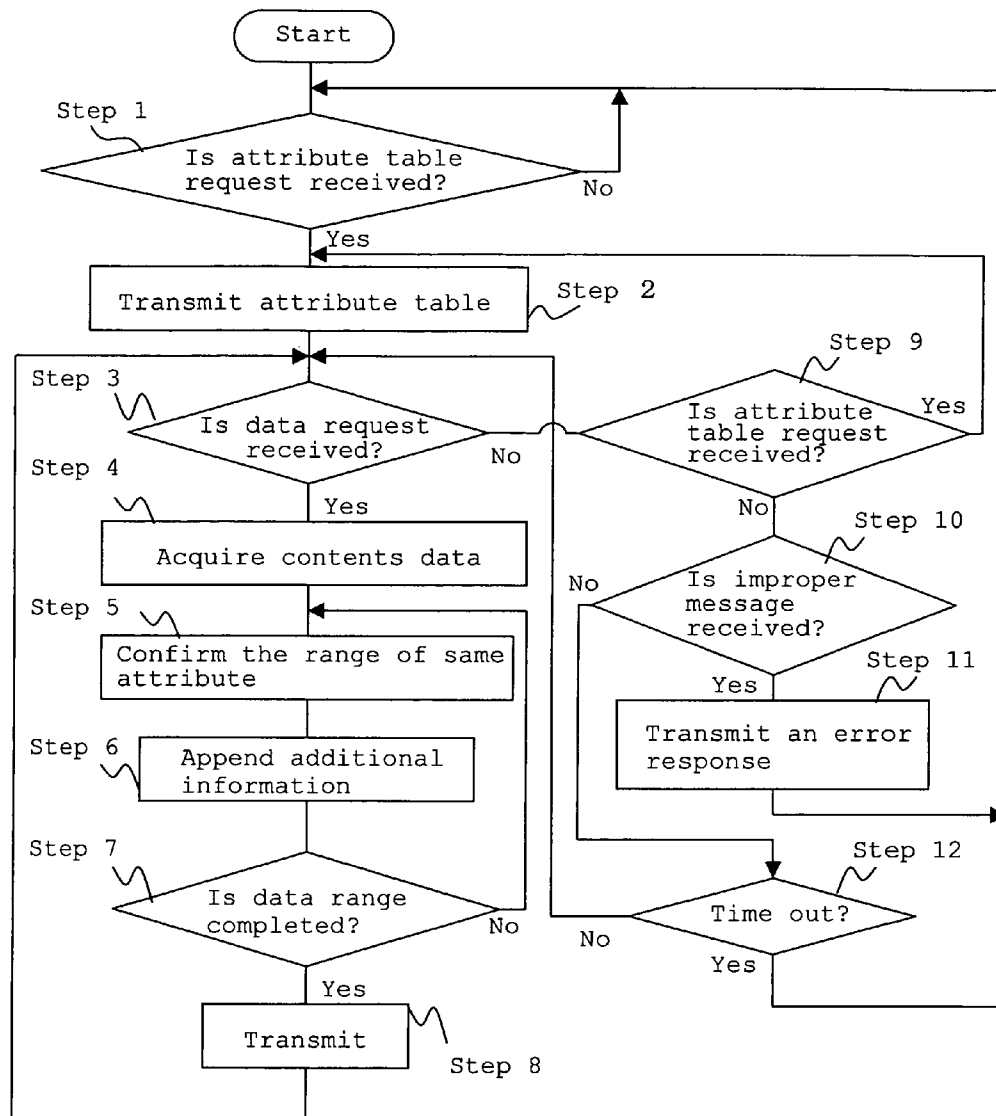 Start
Step 1
Is attribute table
request received?
No
Yes
Transmit attribute table
Step 2
Step 3
Is data request
received?
No
Yes
Step 9
Is attribute
table request
received?
Yes
No
Step 4
Acquire contents data
Step 10
Is improper
message
received?
No
Yes
Step 5
Confirm the range of same
attribute
Step 11
Transmit an error
response
Step 6
Append additional
information
Step 7
Is data range
completed?
No
Yes
Step 12
Time out?
No
Yes
Transmit
Step 8